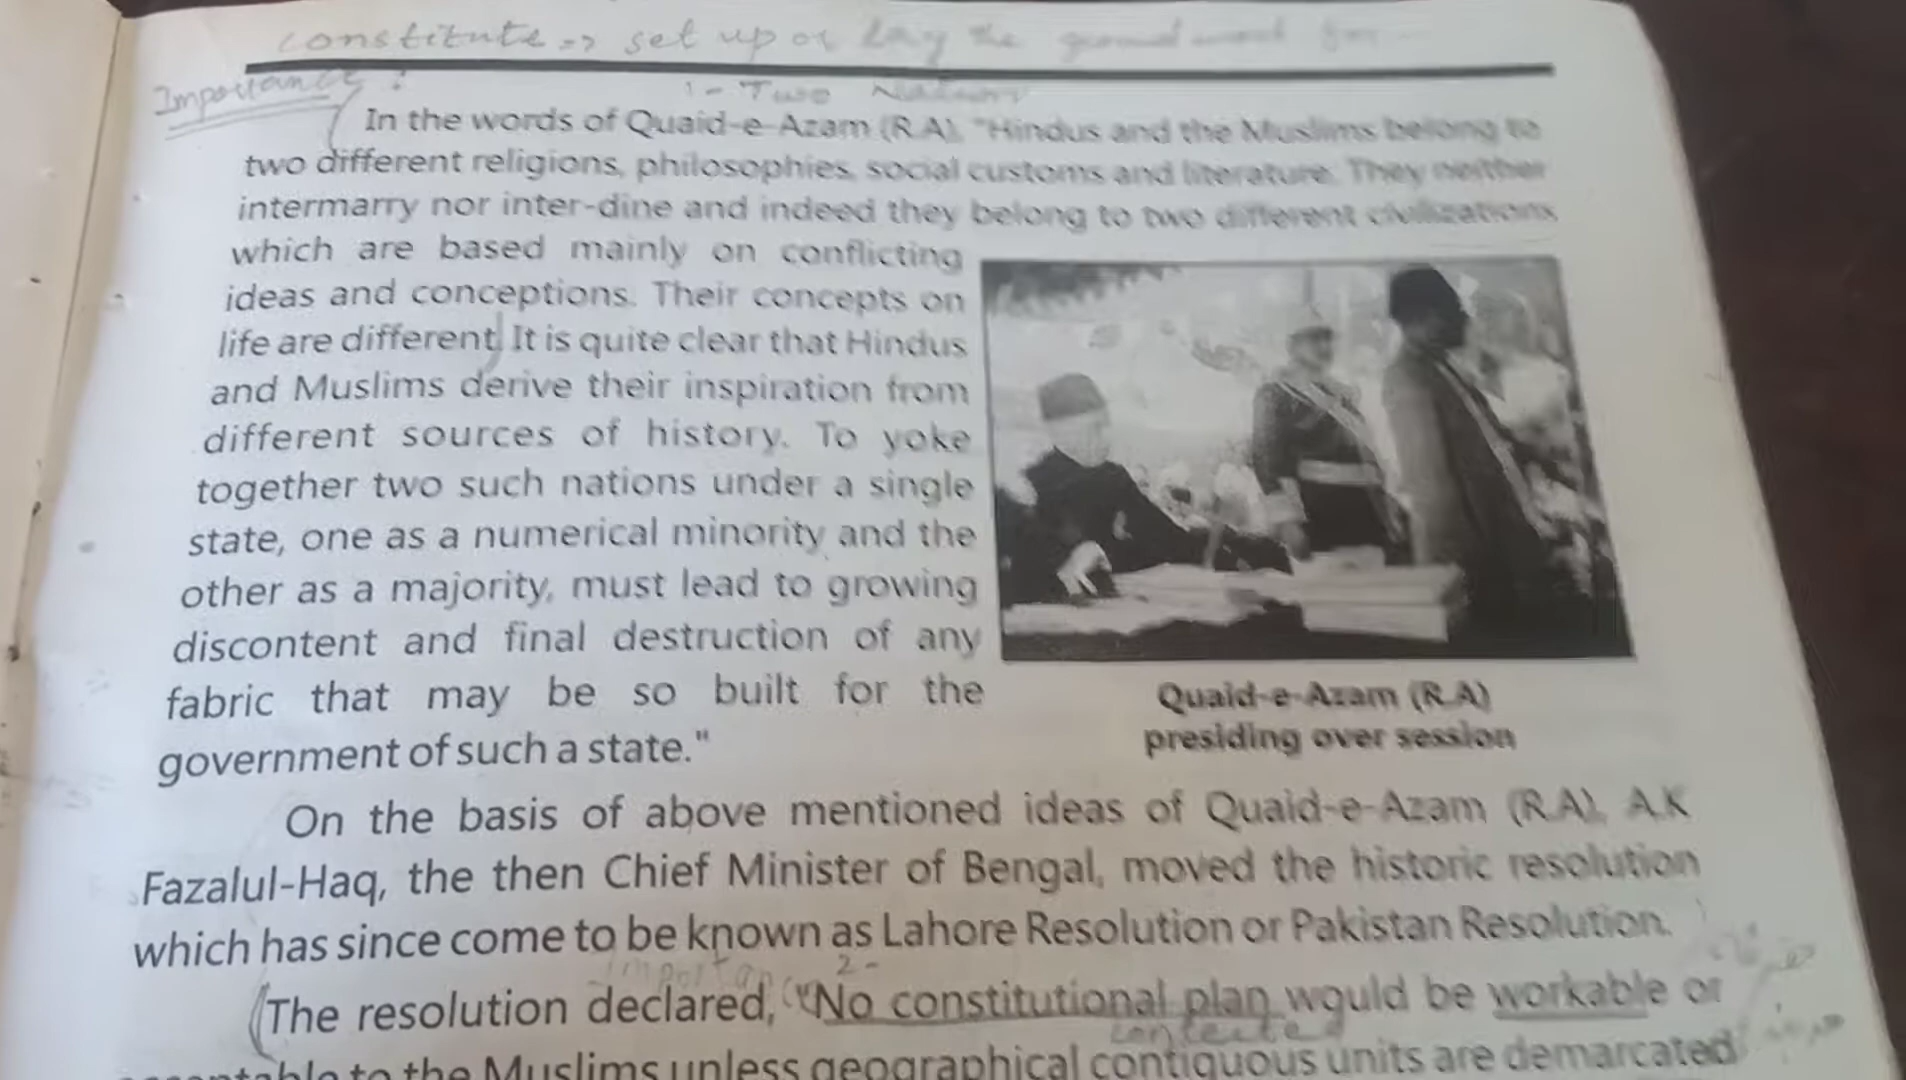 constitute => set up or lay the ground work for
Importance:
1 - Two Nations
In the words of Quaid-e-Azam (R.A), "Hindus and the Muslims belong to
two different religions, philosophies, social customs and literature. They neither
intermarry nor inter-dine and indeed they belong to two different civilizations
which are based mainly on conflicting
ideas and conceptions. Their concepts on
life are different. It is quite clear that Hindus
and Muslims derive their inspiration from
different sources of history. To yoke
together two such nations under a single
state, one as a numerical minority and the
other as a majority, must lead to growing
discontent and final destruction of any
fabric that may be so built for the
government of such a state."
Quaid-e-Azam (R.A)
presiding over session
On the basis of above mentioned ideas of Quaid-e-Azam (R.A), A.K
Fazalul-Haq, the then Chief Minister of Bengal, moved the historic resolution
which has since come to be known as Lahore Resolution or Pakistan Resolution.
2 -
The resolution declared, "No constitutional plan would be workable or
to the Muslims unless geographical contiguous units are demarcated